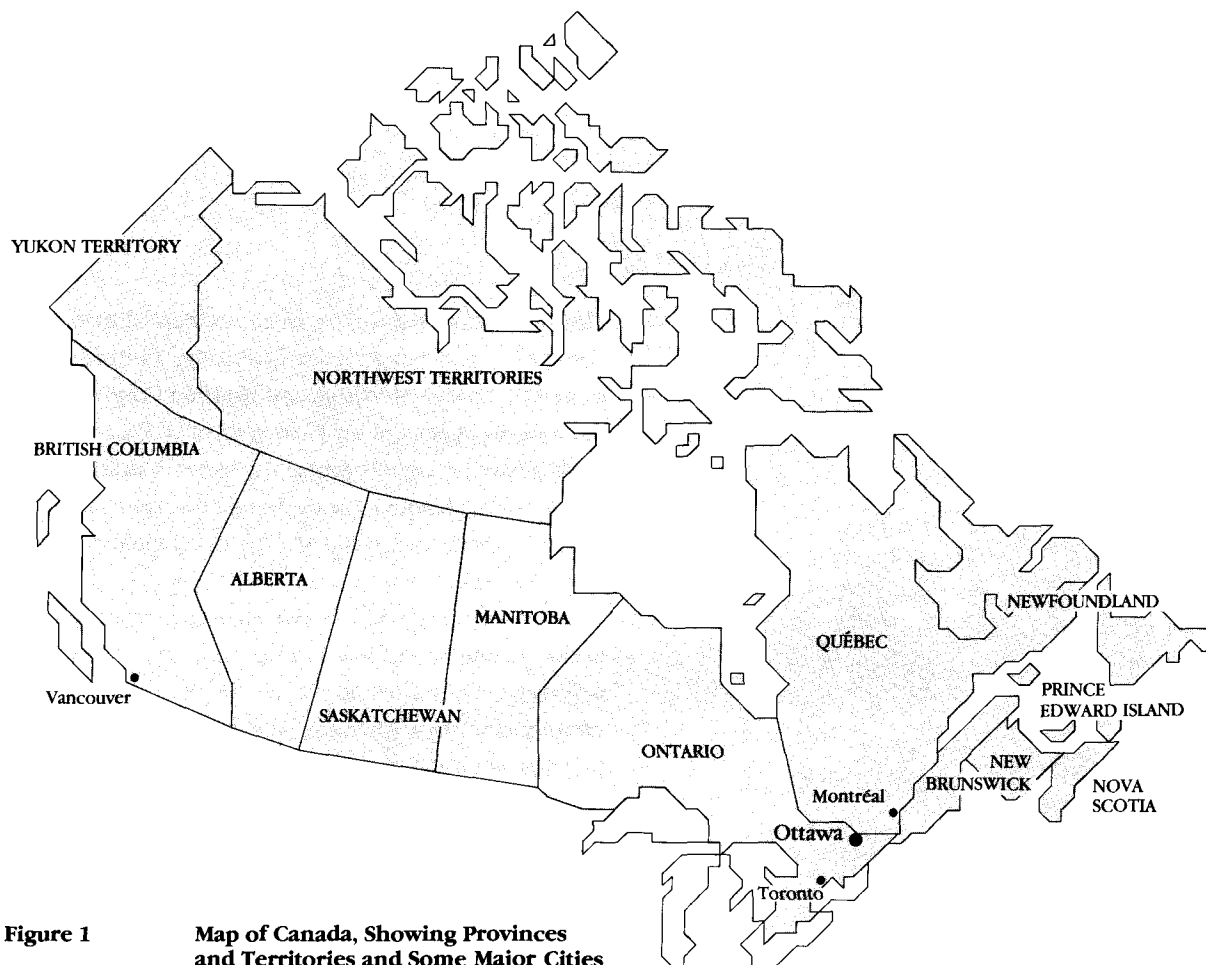 YUKON TERRITORY
NORTHWEST TERRITORIES
BRITISH COLUMBIA
ALBERTA
MANITOBA
NEWFOUNDLAND
QUÉBEC
Vancouver
PRINCE
EDWARD ISLAND
SASKATCHEWAN
ONTARIO
NEW
BRUNSWICK
NOVA
SCOTIA
Montréal
Ottawa
Toronto
Figure 1 Map of Canada, Showing Provinces
and Territories and Some Major Cities